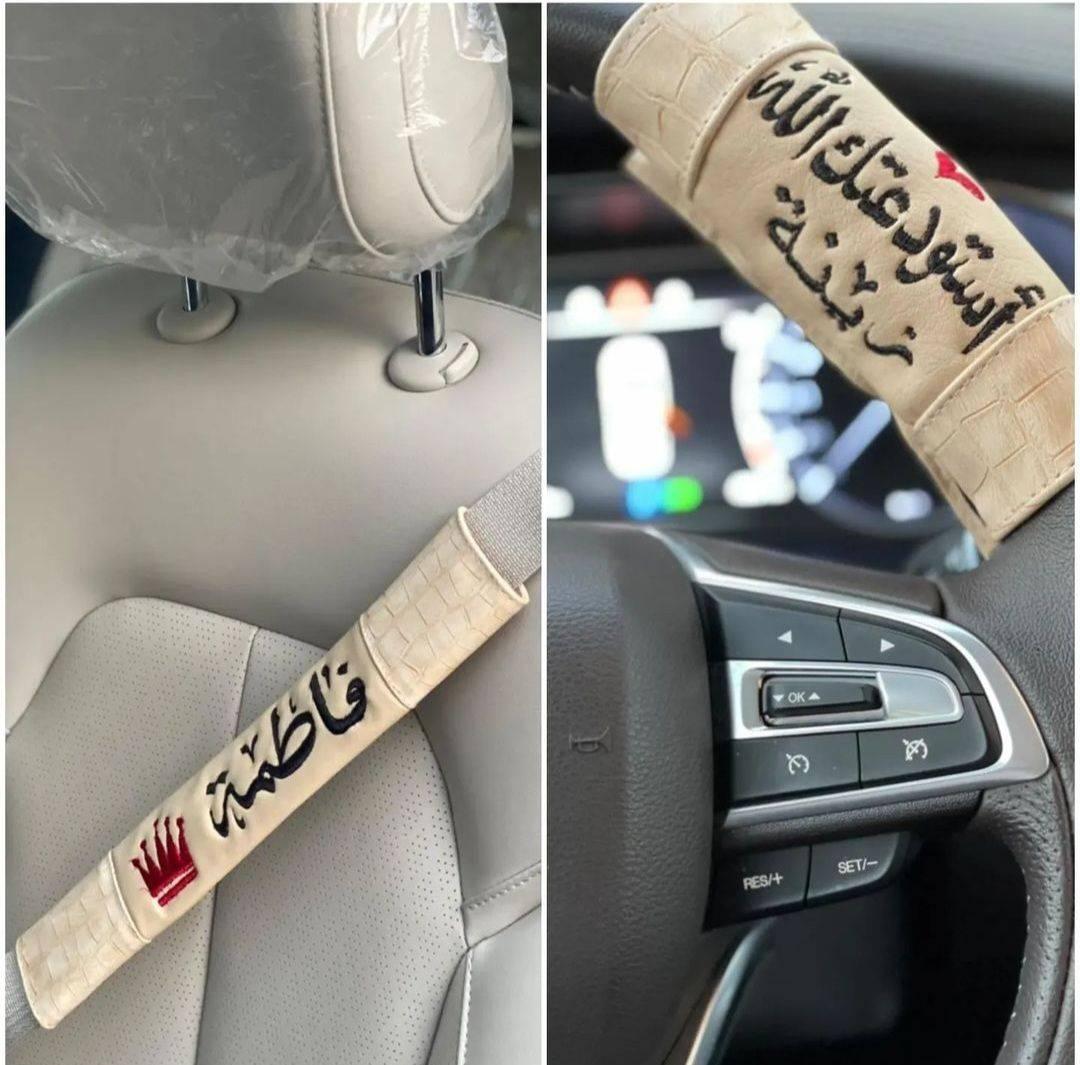 فاطمة
أستودعتك الله
زينة
OK
RES/+
SET/-